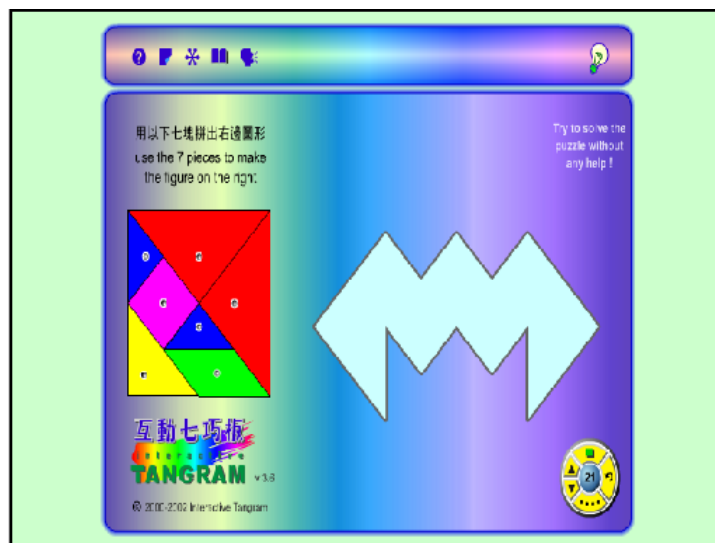 用以下七塊拼出右邊圖形
use the 7 pieces to make
the figure on the right
Try to solve the
puzzle without
any help !
互動七巧板
interactive
TANGRAM v 3.6
© 2000-2002 Interactive Tangram
21